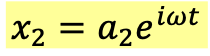 x₂ = a₂e^{iωt}